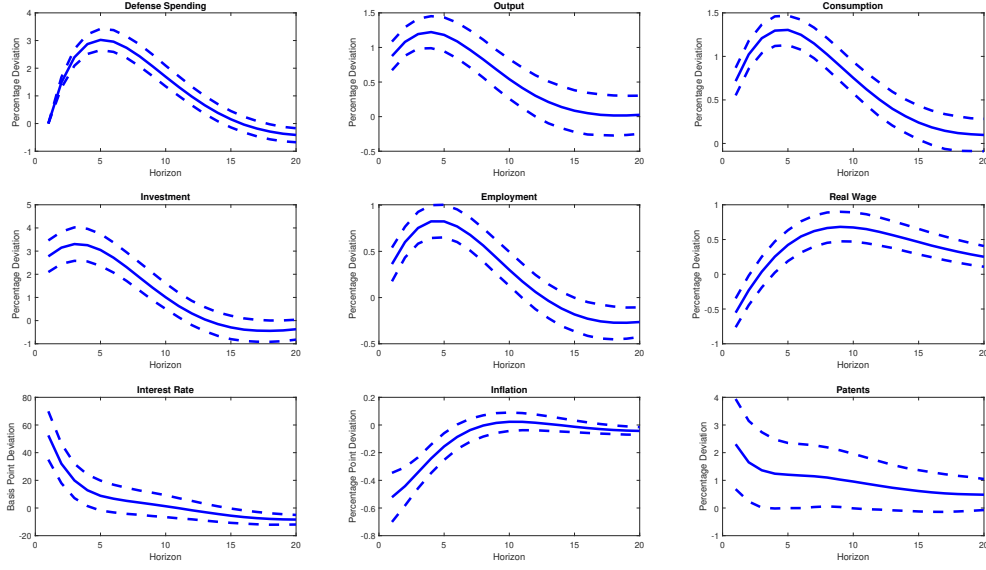 Defense Spending
Percentage Deviation
4
3
2
1
0
-1
0 5 10 15 20
Horizon
Output
Percentage Deviation
1.5
1
0.5
0
-0.5
0 5 10 15 20
Horizon
Consumption
Percentage Deviation
1.5
1
0.5
0
0 5 10 15 20
Horizon
Investment
Percentage Deviation
5
4
3
2
1
0
-1
0 5 10 15 20
Horizon
Employment
Percentage Deviation
1
0.5
0
-0.5
0 5 10 15 20
Horizon
Real Wage
Percentage Deviation
1
0.5
0
-0.5
-1
0 5 10 15 20
Horizon
Interest Rate
Basis Point Deviation
80
60
40
20
0
-20
0 5 10 15 20
Horizon
Inflation
Percentage Point Deviation
0.2
0
-0.2
-0.4
-0.6
-0.8
0 5 10 15 20
Horizon
Patents
Percentage Deviation
4
3
2
1
0
-1
0 5 10 15 20
Horizon